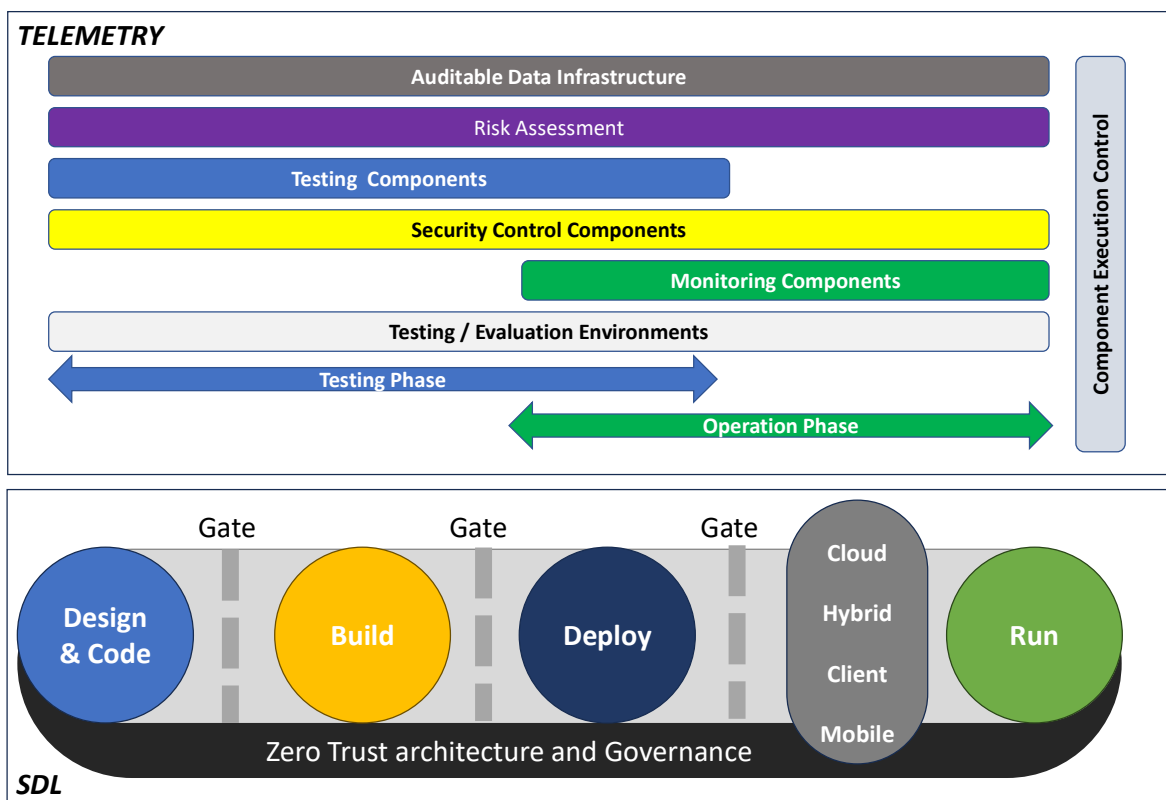 TELEMETRY
Auditable Data Infrastructure
Risk Assessment
Testing Components
Security Control Components
Monitoring Components
Testing / Evaluation Environments
Testing Phase
Operation Phase
Component Execution Control
Gate
Gate
Gate
Design
& Code
Build
Deploy
Cloud
Hybrid
Client
Mobile
Run
Zero Trust architecture and Governance
SDL